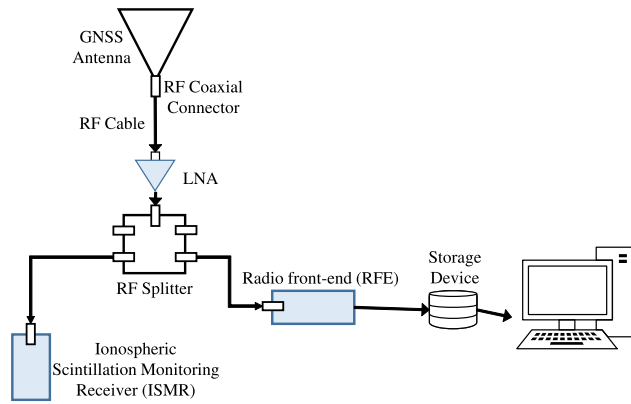 GNSS
Antenna
RF Coaxial
Connector
RF Cable
LNA
RF Splitter
Radio front-end (RFE)
Storage
Device
Ionospheric
Scintillation Monitoring
Receiver (ISMR)